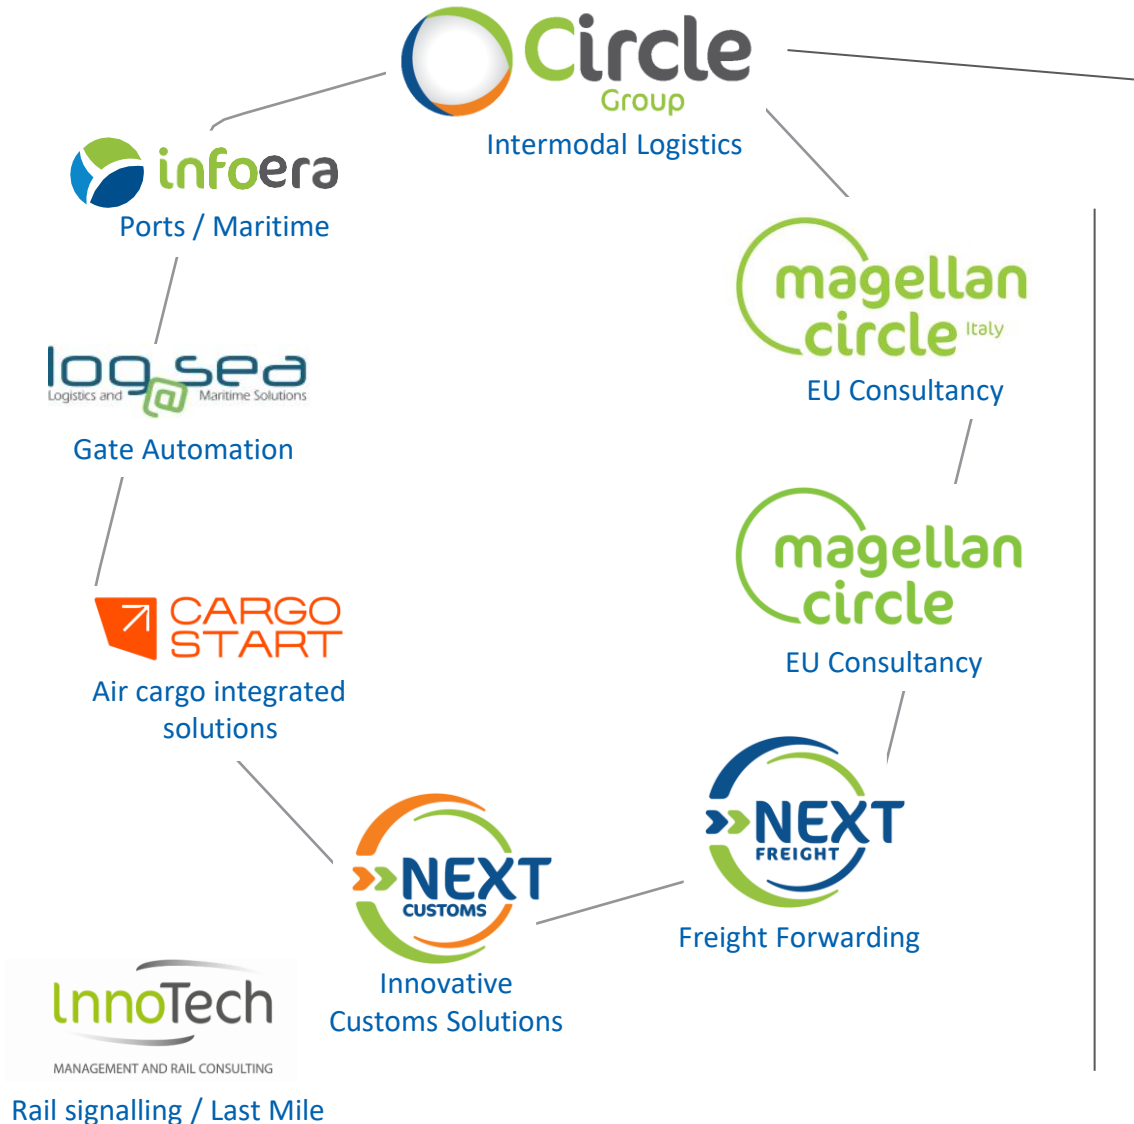 Circle
Group
Intermodal Logistics
infoera
Ports / Maritime
magellan
circle Italy
EU Consultancy
log@sea
Logistics and Maritime Solutions
Gate Automation
magellan
circle
EU Consultancy
CARGO
START
Air cargo integrated
solutions
NEXT
FREIGHT
Freight Forwarding
NEXT
CUSTOMS
Innovative
Customs Solutions
InnoTech
MANAGEMENT AND RAIL CONSULTING
Rail signalling / Last Mile